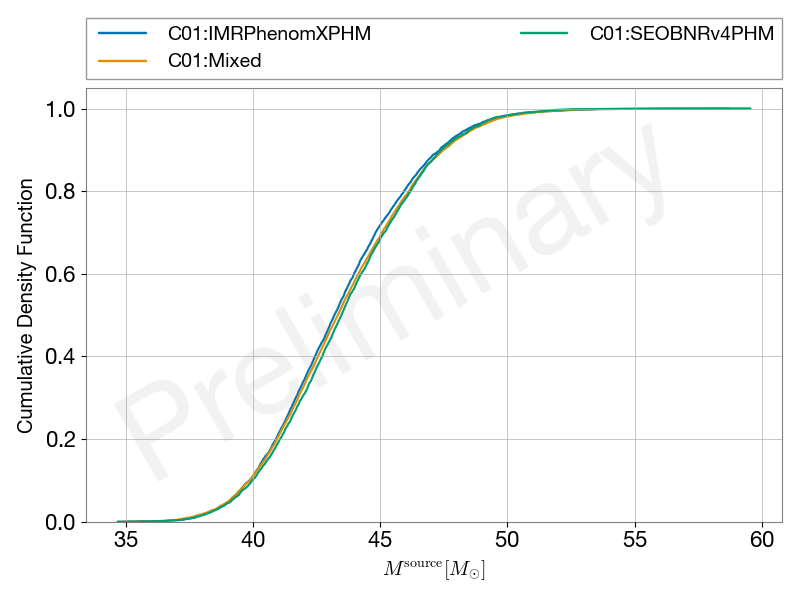 C01:IMRPhenomXPHM
C01:Mixed
C01:SEOBNRv4PHM
Cumulative Density Function
1.0
0.8
0.6
0.4
0.2
0.0
Preliminary
35 40 45 50 55 60
M^source [M_⊙]